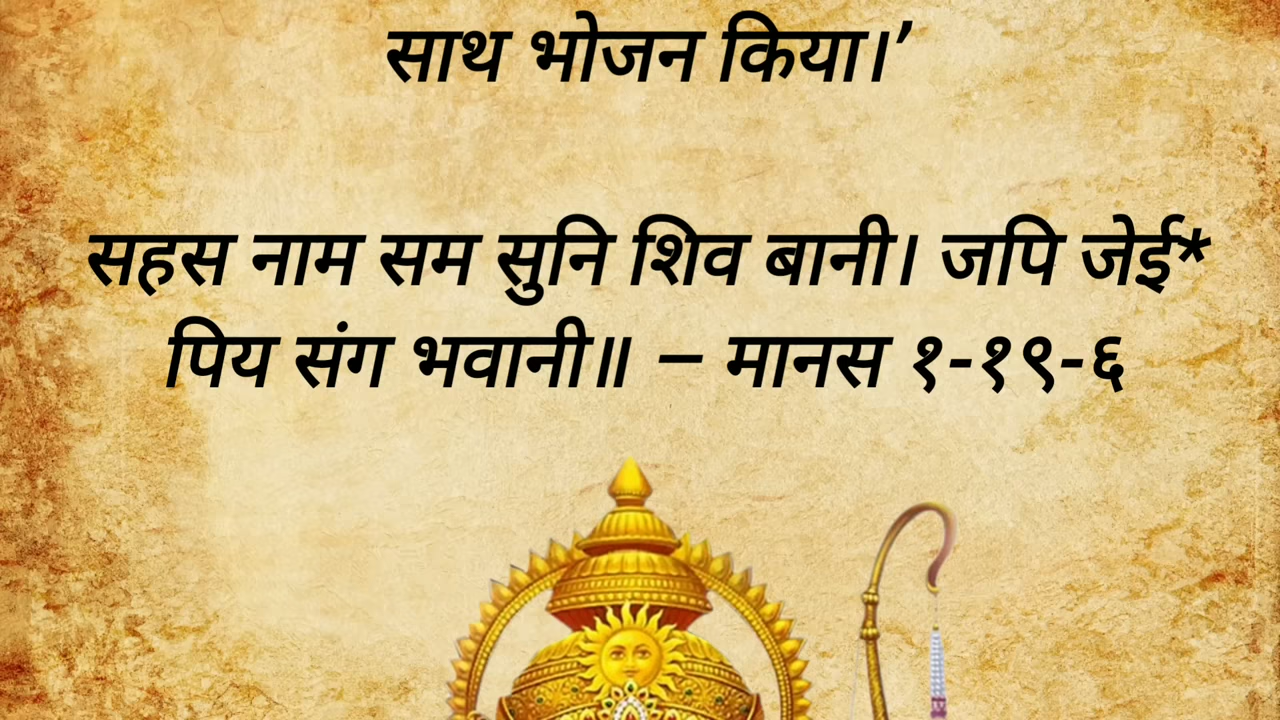 साथ भोजन किया।’
सहस नाम सम सुनि शिव बानी। जपि जेई*
पिय संग भवानी॥ – मानस १-१९-६